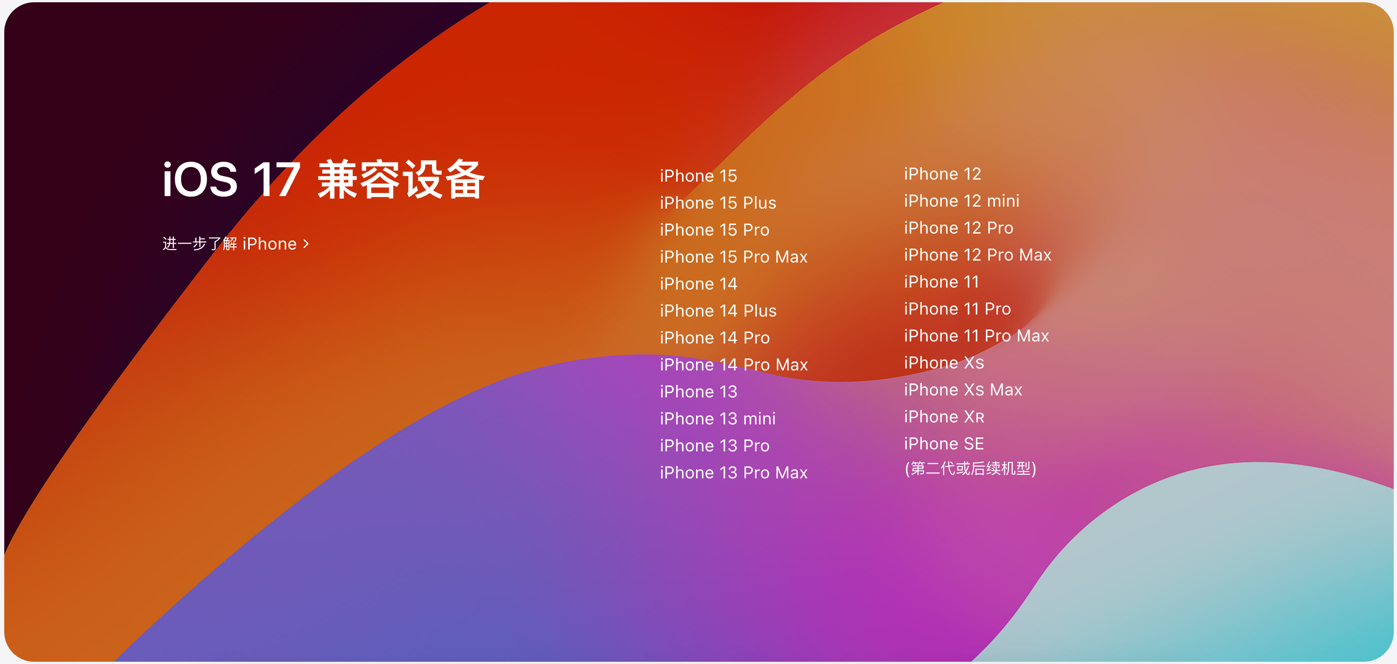 iOS 17 兼容设备
进一步了解 iPhone >
iPhone 15
iPhone 15 Plus
iPhone 15 Pro
iPhone 15 Pro Max
iPhone 14
iPhone 14 Plus
iPhone 14 Pro
iPhone 14 Pro Max
iPhone 13
iPhone 13 mini
iPhone 13 Pro
iPhone 13 Pro Max
iPhone 12
iPhone 12 mini
iPhone 12 Pro
iPhone 12 Pro Max
iPhone 11
iPhone 11 Pro
iPhone 11 Pro Max
iPhone Xs
iPhone Xs Max
iPhone XR
iPhone SE
(第二代或后续机型)